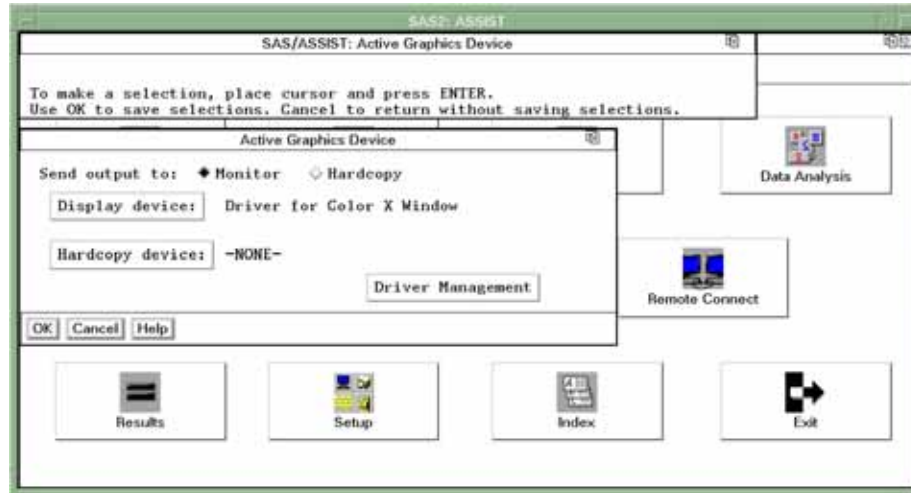 SAS2: ASSIST
SAS/ASSIST: Active Graphics Device
To make a selection, place cursor and press ENTER.
Use OK to save selections. Cancel to return without saving selections.
Active Graphics Device
Send output to: Monitor Hardcopy
Display device: Driver for Color X Window
Hardcopy device: -NONE-
Driver Management
OK Cancel Help
Data Analysis
Remote Connect
Results Setup Index Exit